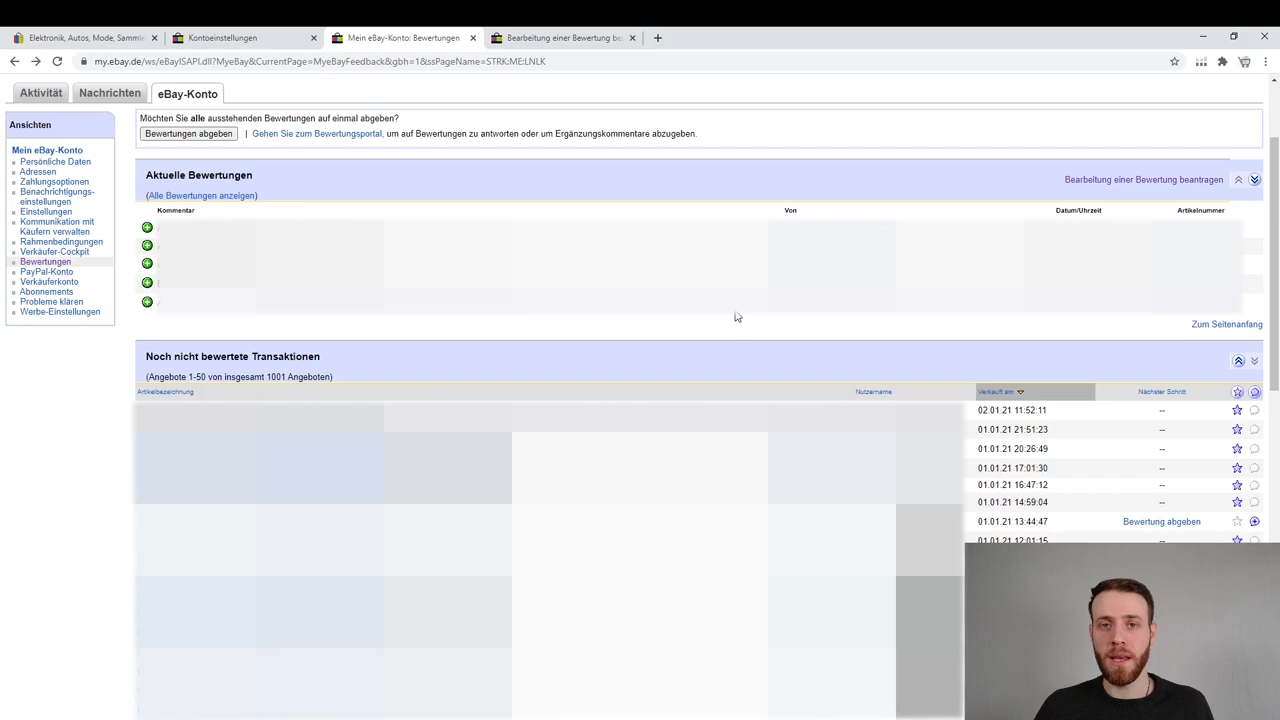 Elektronik, Autos, Mode, Sammle
Kontoeinstellungen
Mein eBay-Konto: Bewertungen
Bearbeitung einer Bewertung be
my.ebay.de/ws/eBayISAPI.dll?MyeBay&CurrentPage=MyeBayFeedback&gbh=1&ssPageName=STRK:ME:LNLK
Aktivität
Nachrichten
eBay-Konto
Ansichten
Mein eBay-Konto
Persönliche Daten
Adressen
Zahlungsoptionen
Benachrichtigungs-
einstellungen
Einstellungen
Kommunikation mit
Käufern verwalten
Rahmenbedingungen
Verkäufer-Cockpit
Bewertungen
PayPal-Konto
Verkäuferkonto
Abonnements
Probleme klären
Werbe-Einstellungen
Möchten Sie alle ausstehenden Bewertungen auf einmal abgeben?
Bewertungen abgeben | Gehen Sie zum Bewertungsportal, um auf Bewertungen zu antworten oder um Ergänzungskommentare abzugeben.
Aktuelle Bewertungen
Bearbeitung einer Bewertung beantragen
(Alle Bewertungen anzeigen)
Kommentar Von Datum/Uhrzeit Artikelnummer
Zum Seitenanfang
Noch nicht bewertete Transaktionen
(Angebote 1-50 von insgesamt 1001 Angeboten)
Artikelbezeichnung Nutzername Verkauft am Nächster Schritt
02.01.21 11:52:11 --
01.01.21 21:51:23 --
01.01.21 20:26:49 --
01.01.21 17:01:30 --
01.01.21 16:47:12 --
01.01.21 14:59:04 --
01.01.21 13:44:47 Bewertung abgeben
01.01.21 12:01:15 --